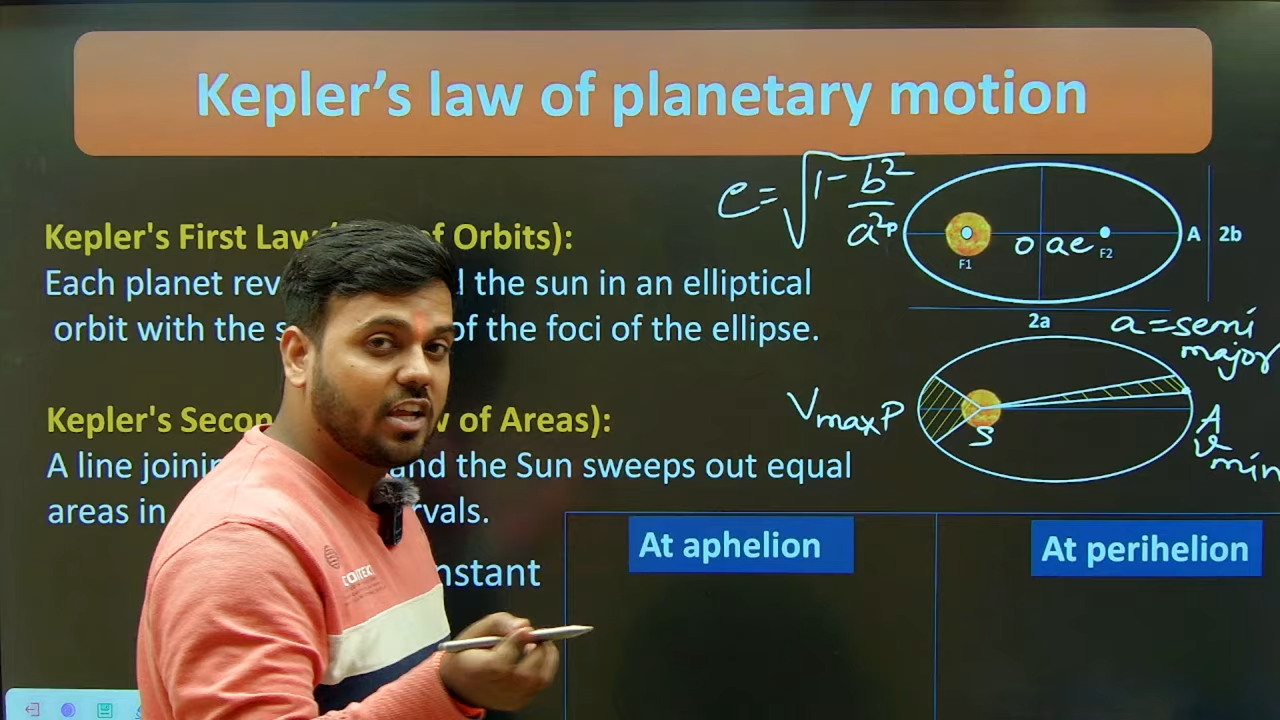 Kepler's law of planetary motion
e = √1 - b²/a²
P
F1
o
ae
F2
A
2b
2a
a = semi major
Kepler's First Law of Orbits):
Each planet rev the sun in an elliptical
orbit with the s of the foci of the ellipse.
Vmax P
S
A
vmin
Kepler's Secon w of Areas):
A line joinin and the Sun sweeps out equal
areas in rvals.
nstant
At aphelion
At perihelion